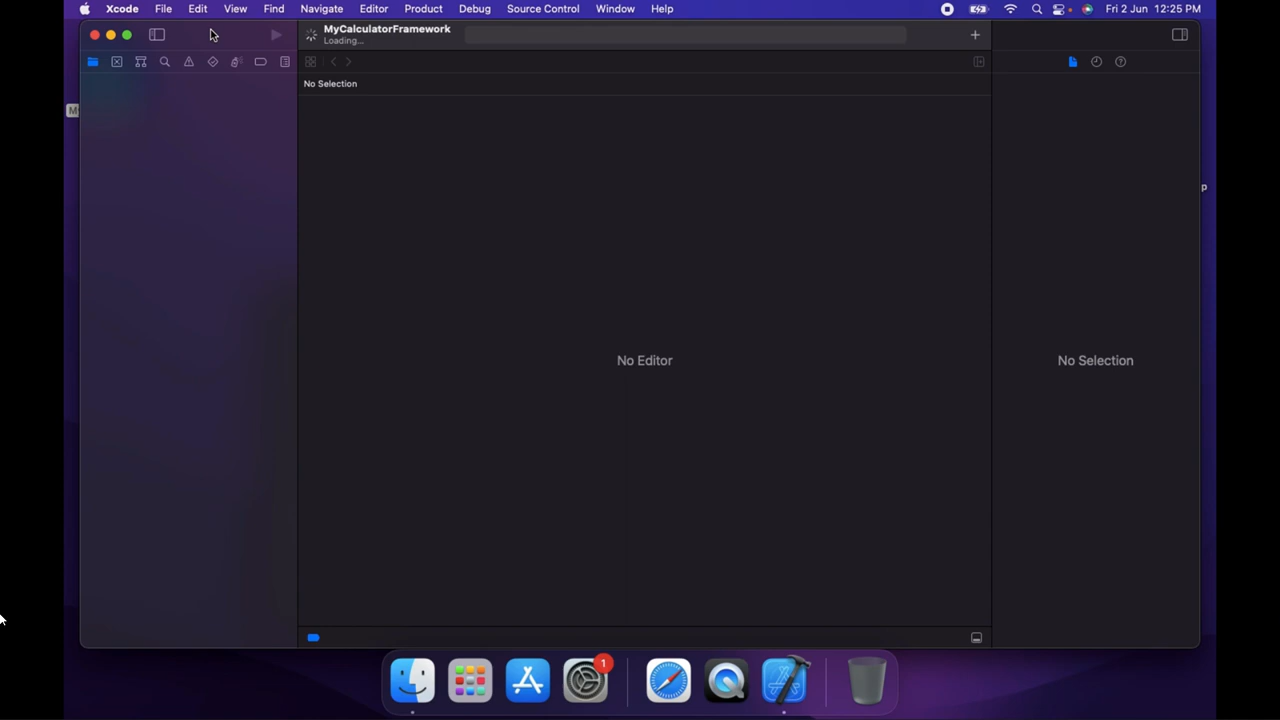 Xcode File Edit View Find Navigate Editor Product Debug Source Control Window Help Fri 2 Jun 12:25 PM
MyCalculatorFramework
Loading...
No Selection
M
p
No Editor
No Selection
1